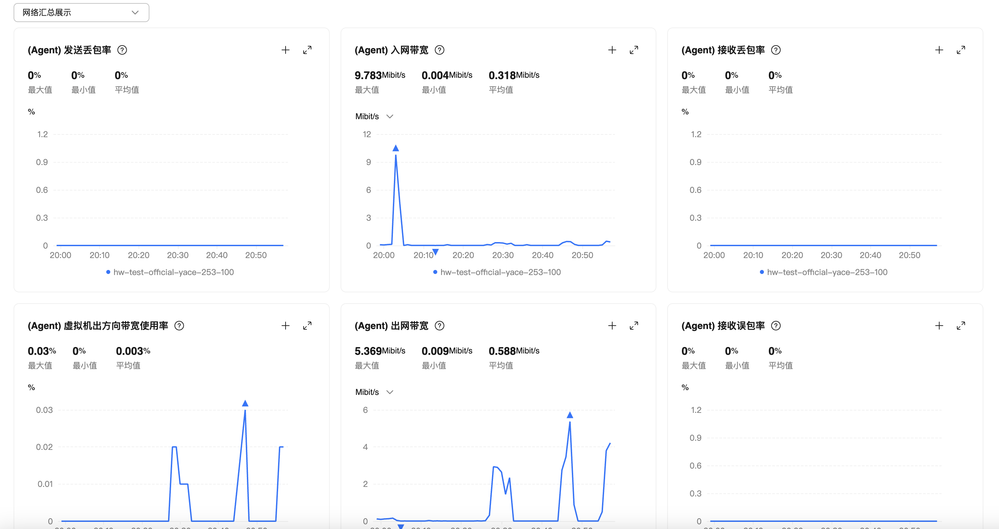 网络汇总展示
(Agent) 发送丢包率
0%
0%
0%
最大值
最小值
平均值
%
1.2
0.9
0.6
0.3
0
20:00 20:10 20:20 20:30 20:40 20:50
hw-test-official-yace-253-100
(Agent) 入网带宽
9.783Mibit/s
0.004Mibit/s
0.318Mibit/s
最大值
最小值
平均值
Mibit/s
12
9
6
3
0
20:00 20:10 20:20 20:30 20:40 20:50
hw-test-official-yace-253-100
(Agent) 接收丢包率
0%
0%
0%
最大值
最小值
平均值
%
1.2
0.9
0.6
0.3
0
20:00 20:10 20:20 20:30 20:40 20:50
hw-test-official-yace-253-100
(Agent) 虚拟机出方向带宽使用率
0.03%
0%
0.003%
最大值
最小值
平均值
%
0.03
0.02
0.01
0
(Agent) 出网带宽
5.369Mibit/s
0.009Mibit/s
0.588Mibit/s
最大值
最小值
平均值
Mibit/s
6
4
2
0
(Agent) 接收误包率
0%
0%
0%
最大值
最小值
平均值
%
1.2
0.9
0.6
0.3
0